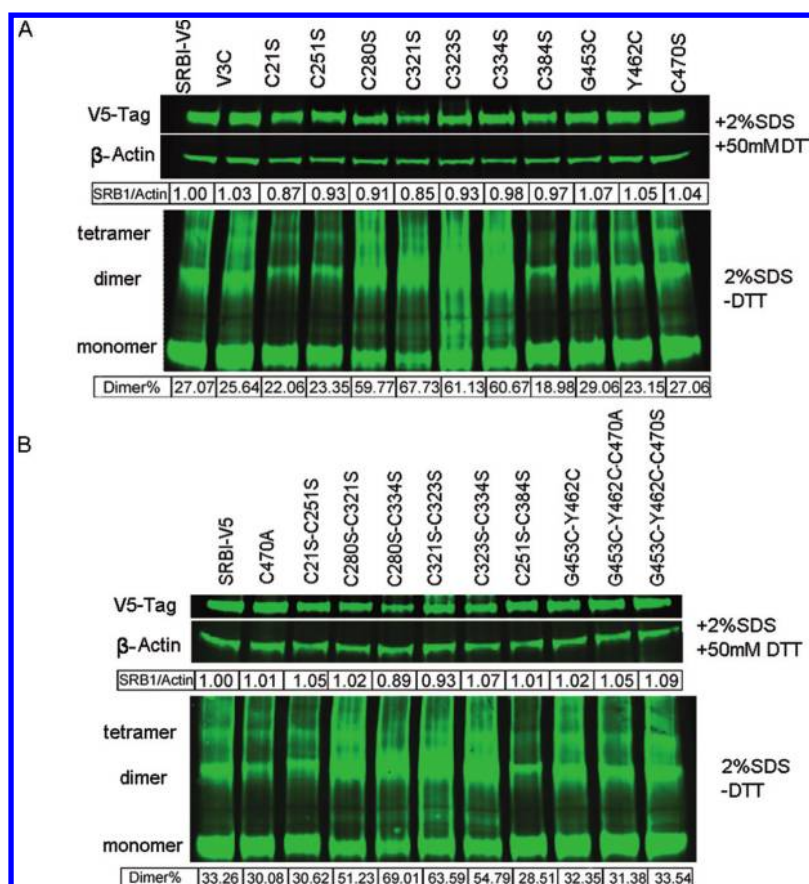 A
SRBI-V5 V3C C21S C251S C280S C321S C323S C334S C384S G453C Y462C C470S
V5-Tag
+2%SDS
β-Actin
+50mM DTT
SRB1/Actin 1.00 1.03 0.87 0.93 0.91 0.85 0.93 0.98 0.97 1.07 1.05 1.04
tetramer
dimer
2%SDS
-DTT
monomer
Dimer% 27.07 25.64 22.06 23.35 59.77 67.73 61.13 60.67 18.98 29.06 23.15 27.06
B
SRBI-V5 C470A C21S-C251S C280S-C321S C280S-C334S C321S-C323S C323S-C334S C251S-C384S G453C-Y462C G453C-Y462C-C470A G453C-Y462C-C470S
V5-Tag
+2%SDS
β-Actin
+50mM DTT
SRB1/Actin 1.00 1.01 1.05 1.02 0.89 0.93 1.07 1.01 1.02 1.05 1.09
tetramer
dimer
2%SDS
-DTT
monomer
Dimer% 33.26 30.08 30.62 51.23 69.01 63.59 54.79 28.51 32.35 31.38 33.54